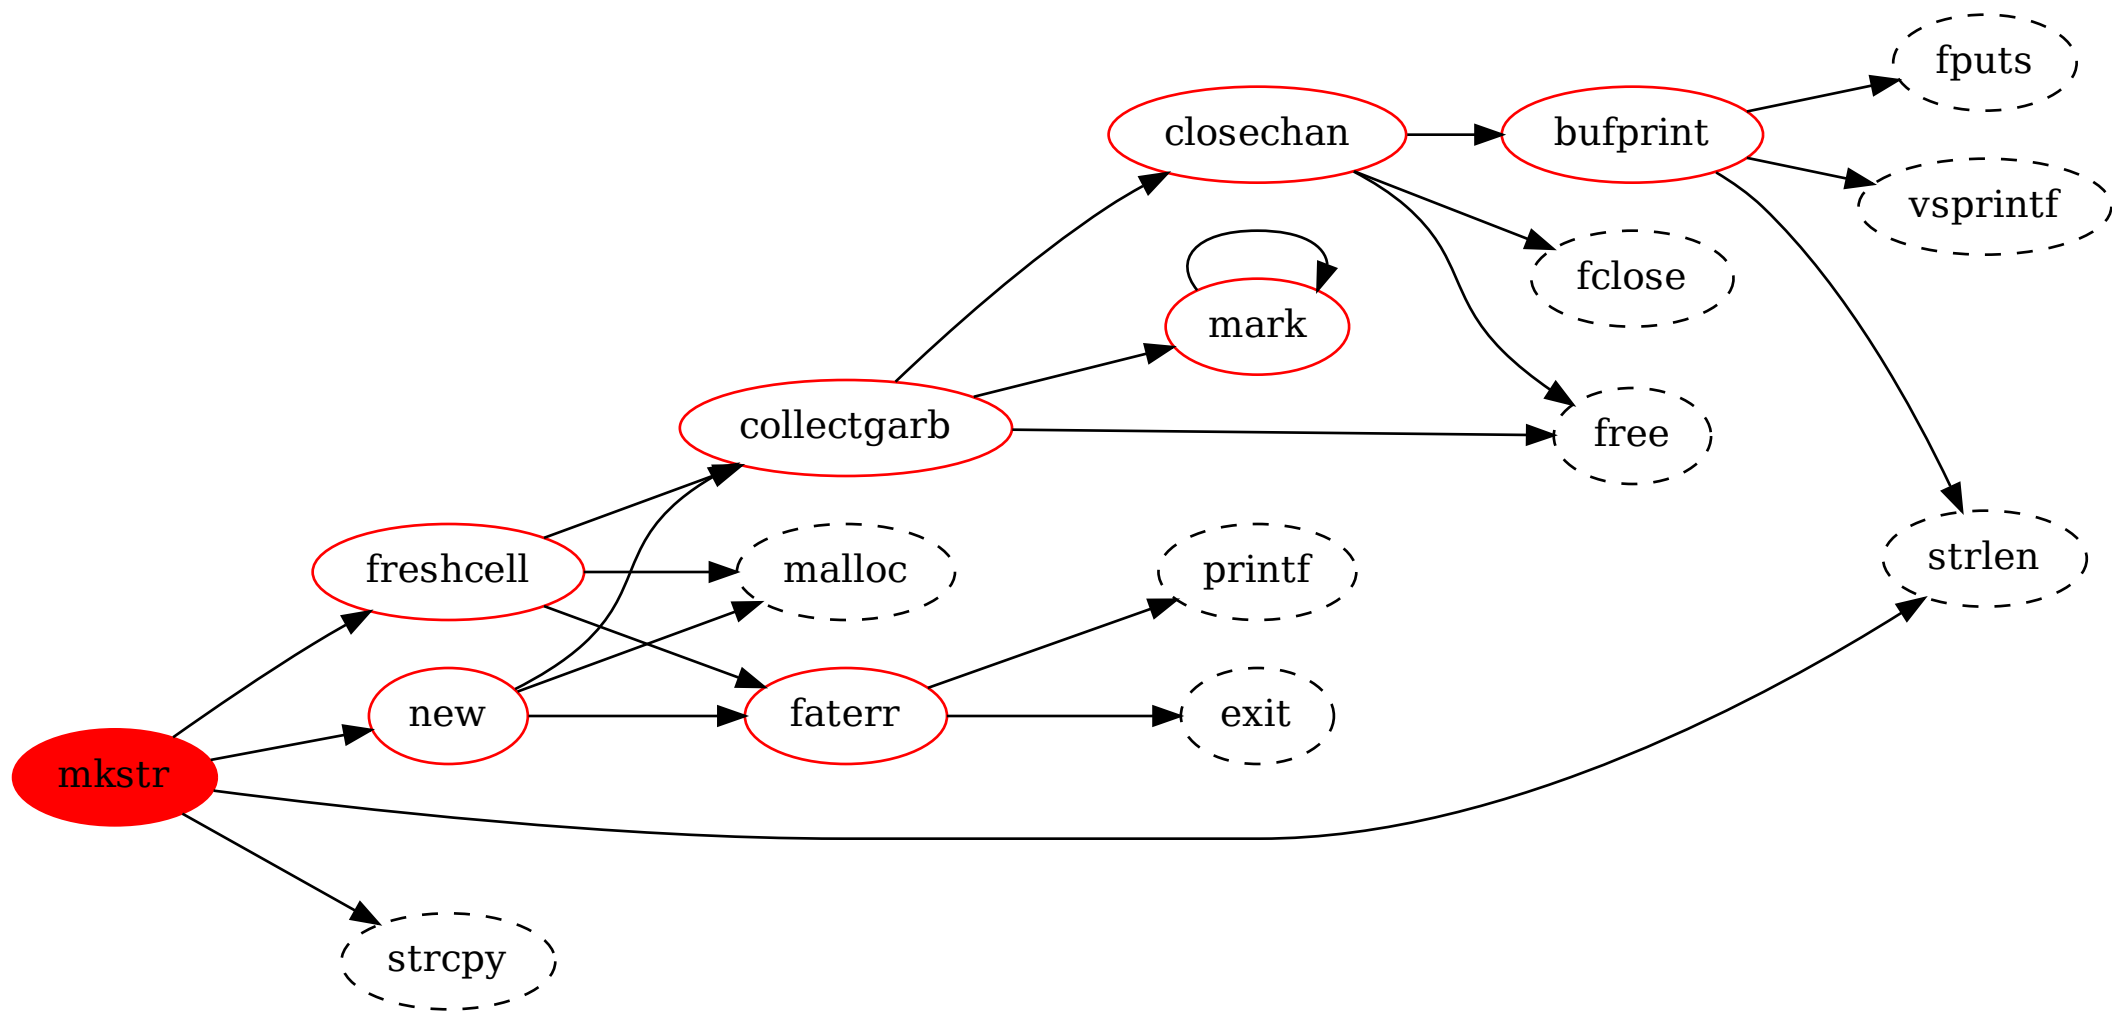 fputs
closechan
bufprint
vsprintf
fclose
mark
collectgarb
free
strlen
freshcell
malloc
printf
new
faterr
exit
mkstr
strcpy